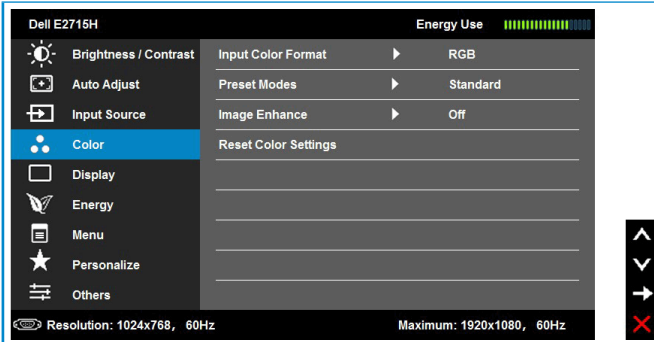 Dell E2715H Energy Use
Brightness / Contrast Input Color Format RGB
Auto Adjust Preset Modes Standard
Input Source Image Enhance Off
Color Reset Color Settings
Display
Energy
Menu
Personalize
Others
Resolution: 1024x768, 60Hz Maximum: 1920x1080, 60Hz